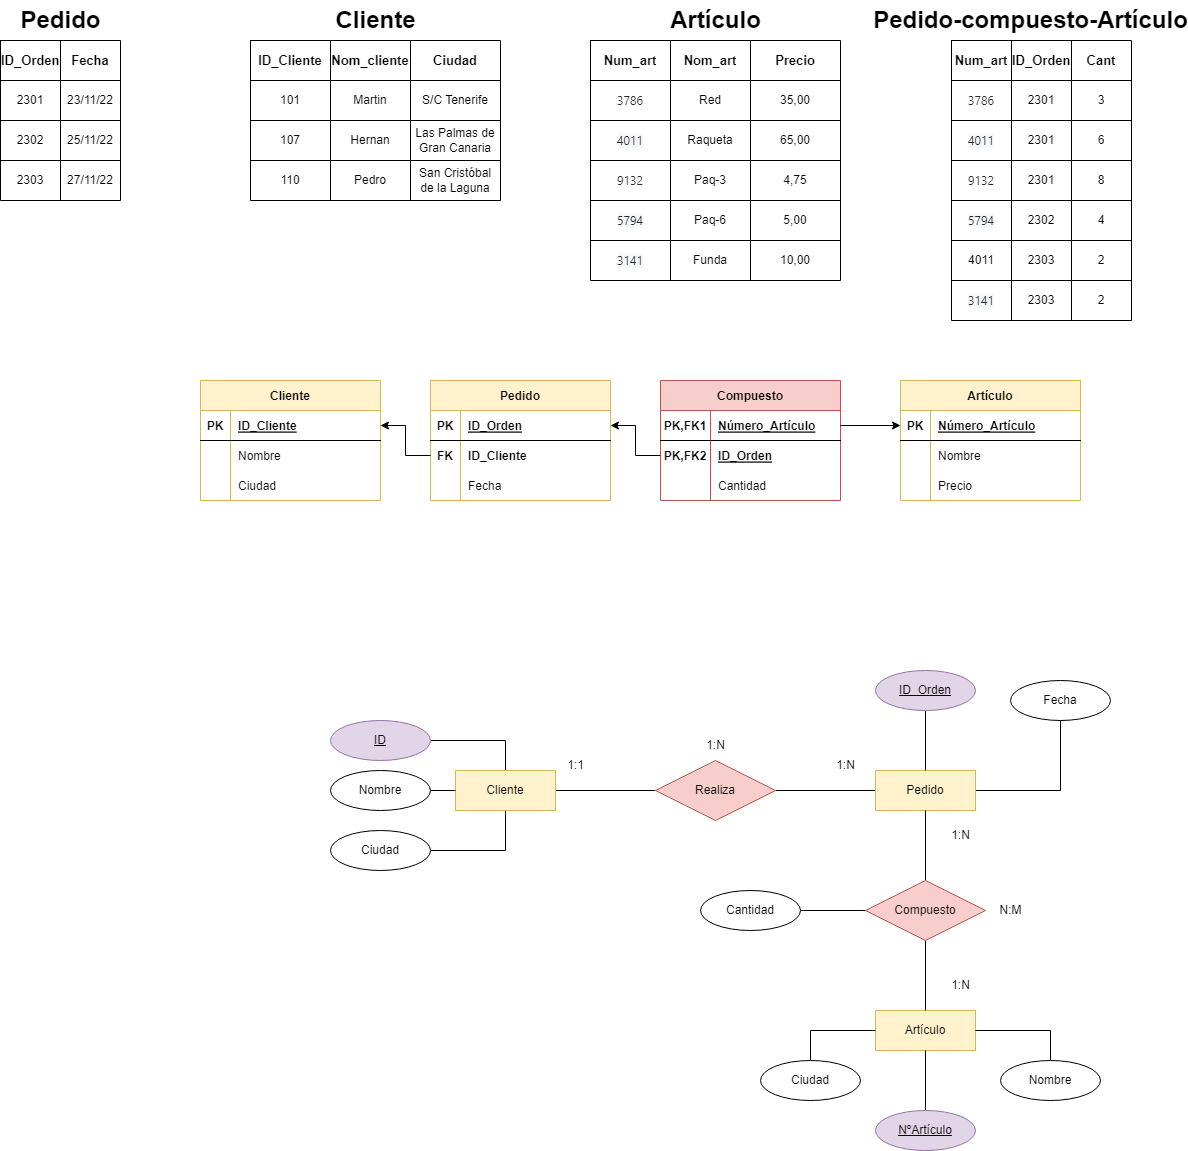 Pedido
ID_Orden Fecha
2301 23/11/22
2302 25/11/22
2303 27/11/22
Cliente
ID_Cliente Nom_cliente Ciudad
101 Martin S/C Tenerife
107 Hernan Las Palmas de
Gran Canaria
110 Pedro San Cristóbal
de la Laguna
Artículo
Num_art Nom_art Precio
3786 Red 35,00
4011 Raqueta 65,00
9132 Paq-3 4,75
5794 Paq-6 5,00
3141 Funda 10,00
Pedido-compuesto-Artículo
Num_art ID_Orden Cant
3786 2301 3
4011 2301 6
9132 2301 8
5794 2302 4
4011 2303 2
3141 2303 2
Cliente
PK ID_Cliente
Nombre
Ciudad
Pedido
PK ID_Orden
FK ID_Cliente
Fecha
Compuesto
PK,FK1 Número_Artículo
PK,FK2 ID_Orden
Cantidad
Artículo
PK Número_Artículo
Nombre
Precio
ID_Orden
Fecha
ID
1:N
1:1
1:N
Nombre
Cliente
Realiza
Pedido
Ciudad
1:N
Cantidad
Compuesto
N:M
1:N
Artículo
Ciudad
Nombre
NºArtículo